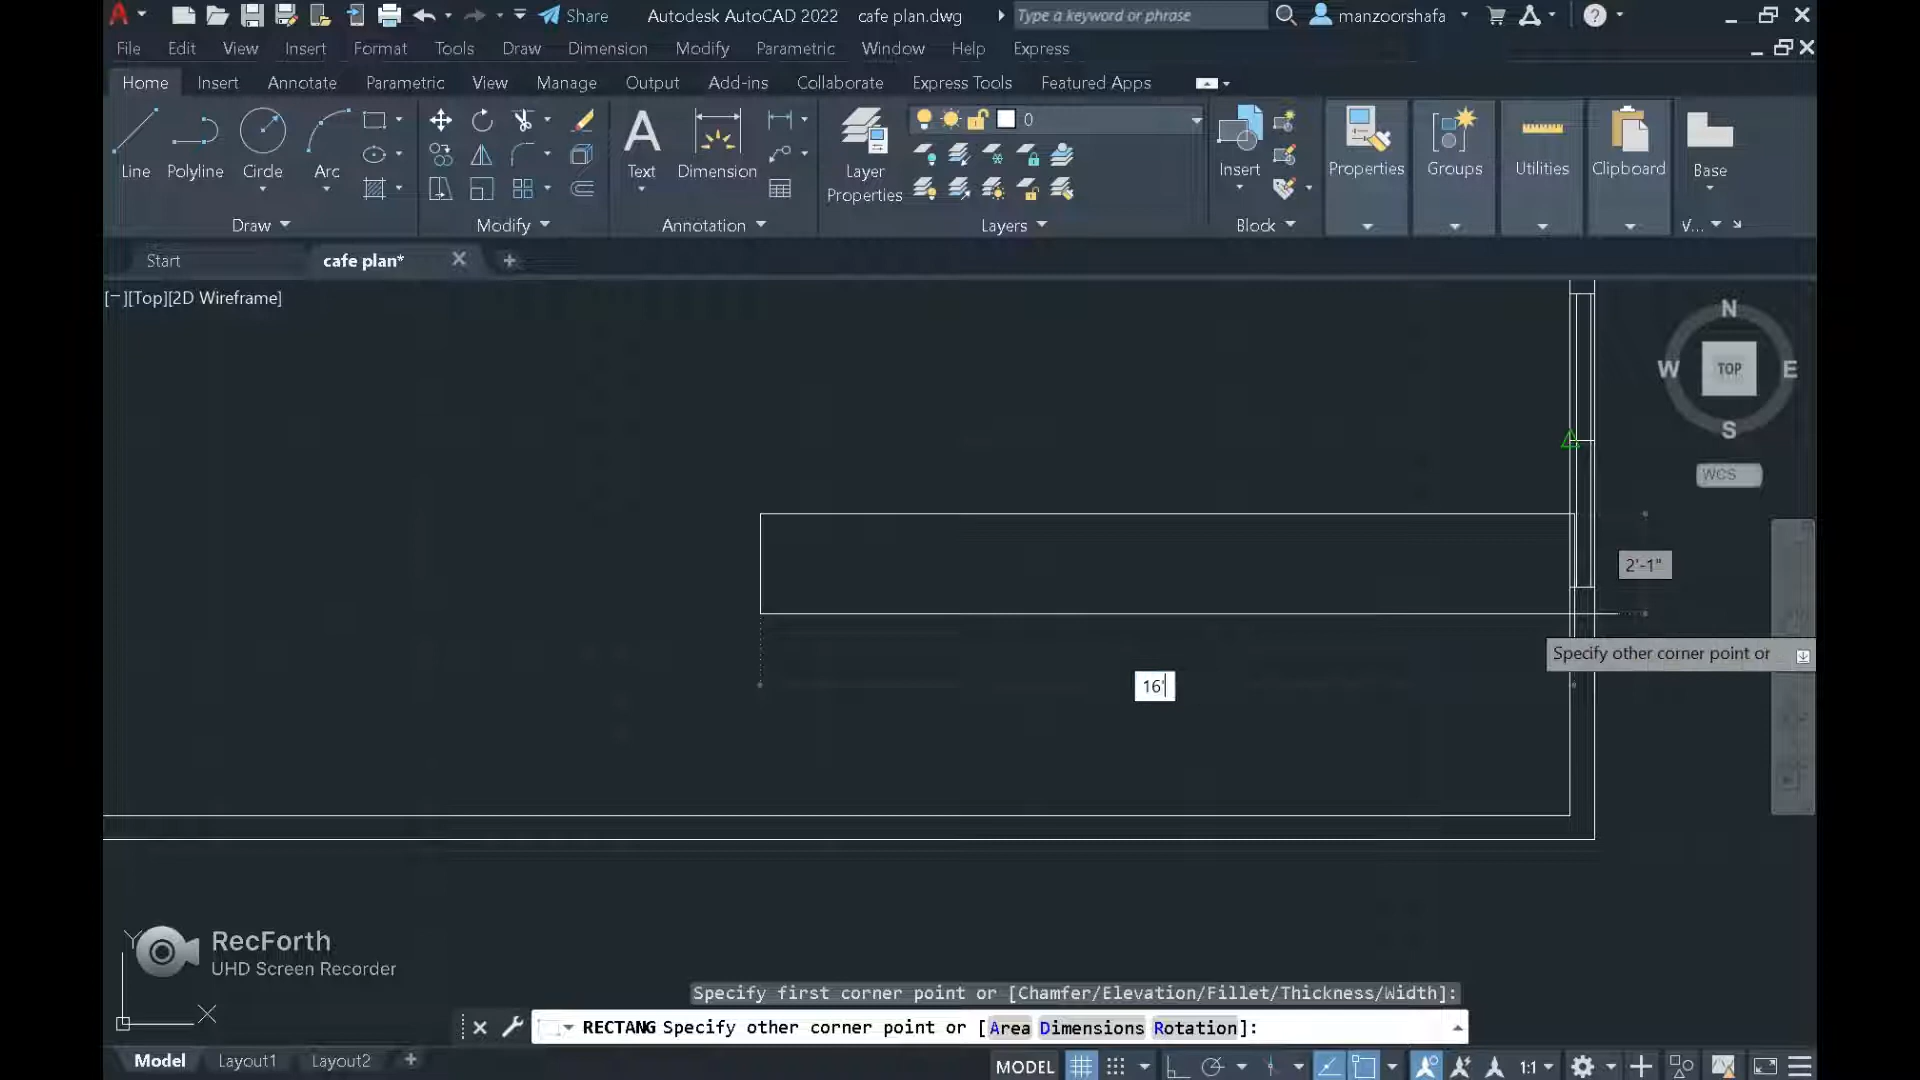 Share Autodesk AutoCAD 2022 cafe plan.dwg Type a keyword or phrase manzoorshafa
File Edit View Insert Format Tools Draw Dimension Modify Parametric Window Help Express
Home Insert Annotate Parametric View Manage Output Add-ins Collaborate Express Tools Featured Apps
0
Line Polyline Circle Arc Text Dimension Layer Properties Insert Properties Groups Utilities Clipboard Base
Draw Modify Annotation Layers Block V...
Start cafe plan*
[−][Top][2D Wireframe]
N
W TOP E
S
WCS
2'-1"
Specify other corner point or
16'
RecForth
UHD Screen Recorder
Y
X
Specify first corner point or [Chamfer/Elevation/Fillet/Thickness/Width]:
RECTANG Specify other corner point or [Area Dimensions Rotation]:
Model Layout1 Layout2 MODEL 1:1